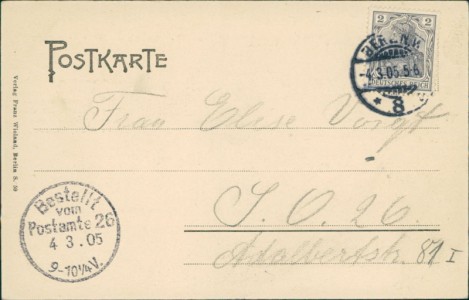 POSTKARTE
2 2
DEUTSCHES REICH
BERLIN
4.3.05.5-6
* 8
Verlag Franz Berlin S. 59
Frau Elise Voigt
S. O. 26.
Adalbertstr. 81 I
Bestellt
vom
Postamte 26
4 3 . 05
9-10¼V.